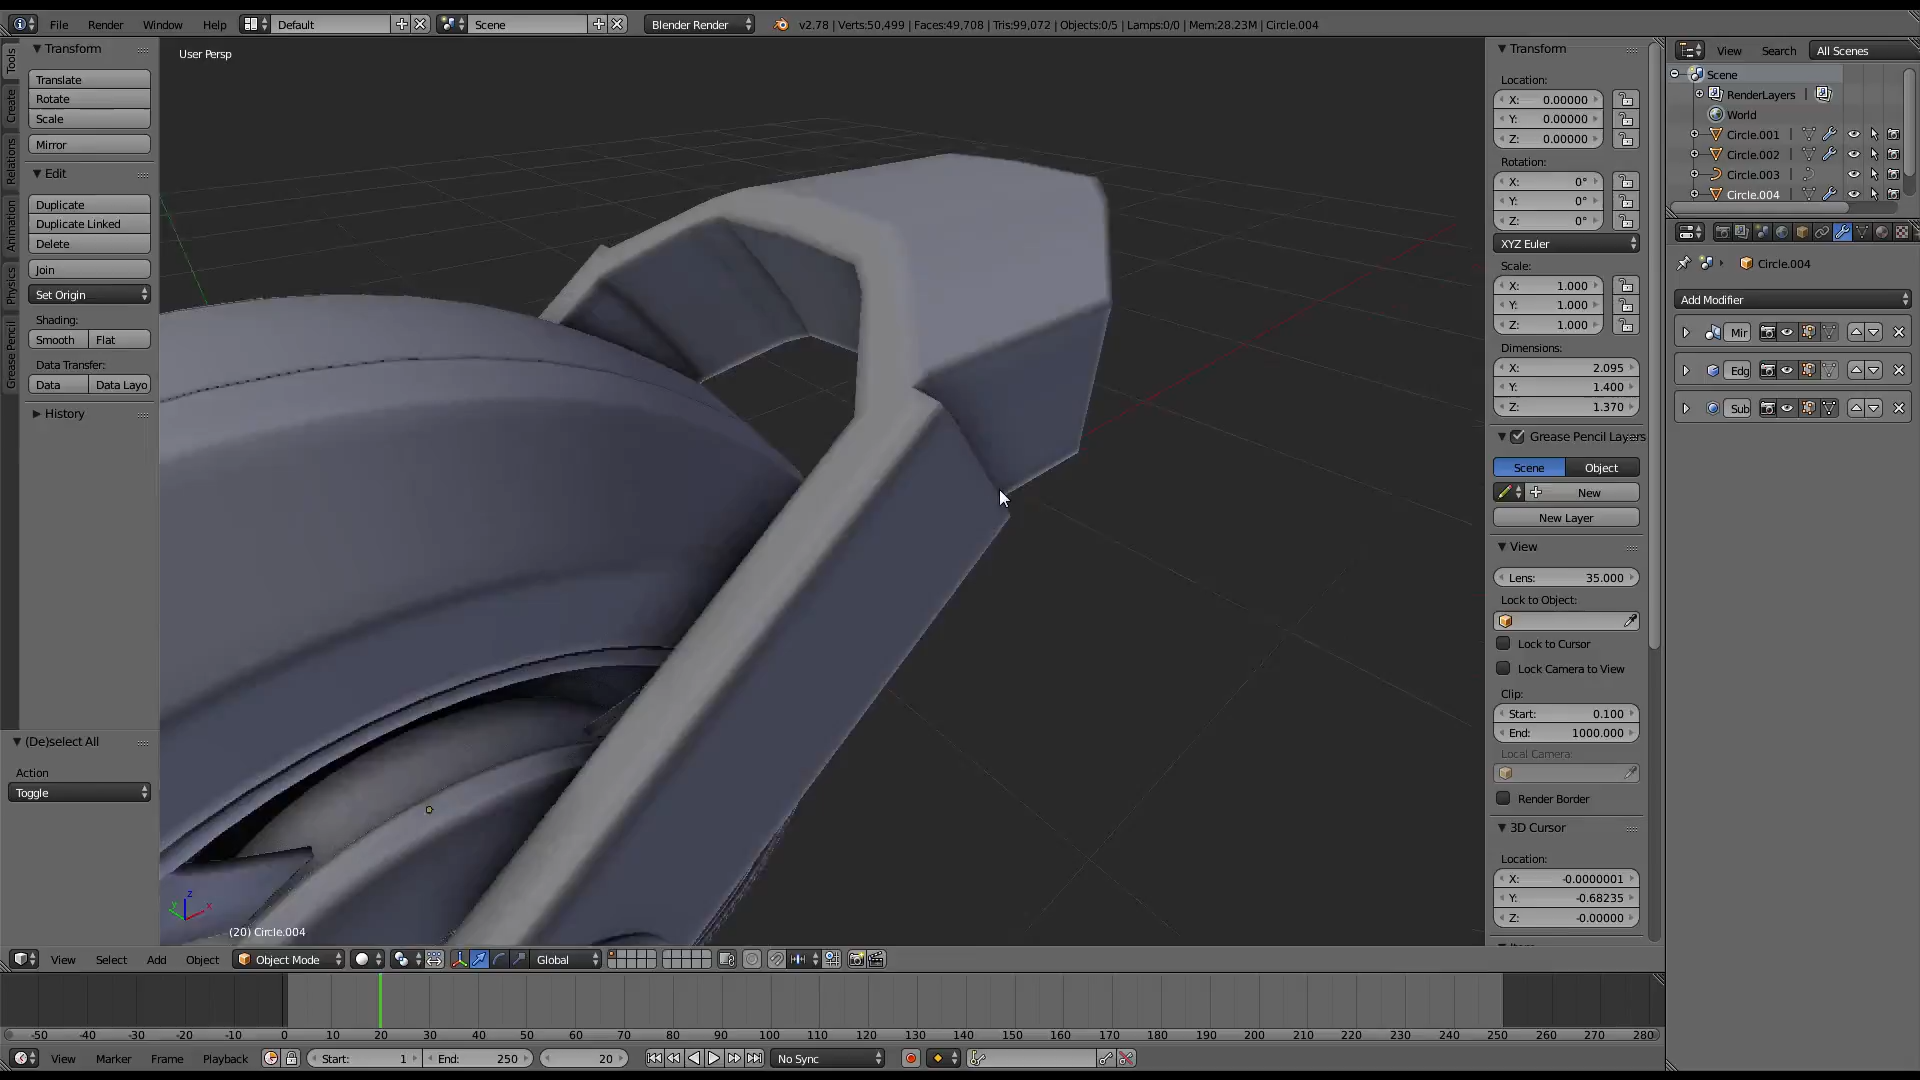 File Render Window Help Default Scene Blender Render v2.78 | Verts:50,499 | Faces:49,708 | Tris:99,072 | Objects:0/5 | Lamps:0/0 | Mem:28.23M | Circle.004
Tools
Create
Relations
Animation
Physics
Grease Pencil
Transform
Translate
Rotate
Scale
Mirror
Edit
Duplicate
Duplicate Linked
Delete
Join
Set Origin
Shading:
Smooth Flat
Data Transfer:
Data Data Layo
History
(De)select All
Action
Toggle
User Persp
(20) Circle.004
Transform
Location:
X: 0.00000
Y: 0.00000
Z: 0.00000
Rotation:
X: 0°
Y: 0°
Z: 0°
XYZ Euler
Scale:
X: 1.000
Y: 1.000
Z: 1.000
Dimensions:
X: 2.095
Y: 1.400
Z: 1.370
Grease Pencil Layers
Scene Object
New
New Layer
View
Lens: 35.000
Lock to Object:
Lock to Cursor
Lock Camera to View
Clip:
Start: 0.100
End: 1000.000
Local Camera:
Render Border
3D Cursor
Location:
X: -0.0000001
Y: -0.68235
Z: -0.00000
View Search All Scenes
Scene
RenderLayers
World
Circle.001
Circle.002
Circle.003
Circle.004
Circle.004
Add Modifier
Mir
Edg
Sub
View Select Add Object Object Mode Global
-50 -40 -30 -20 -10 0 10 20 30 40 50 60 70 80 90 100 110 120 130 140 150 160 170 180 190 200 210 220 230 240 250 260 270 280
View Marker Frame Playback Start: 1 End: 250 20 No Sync